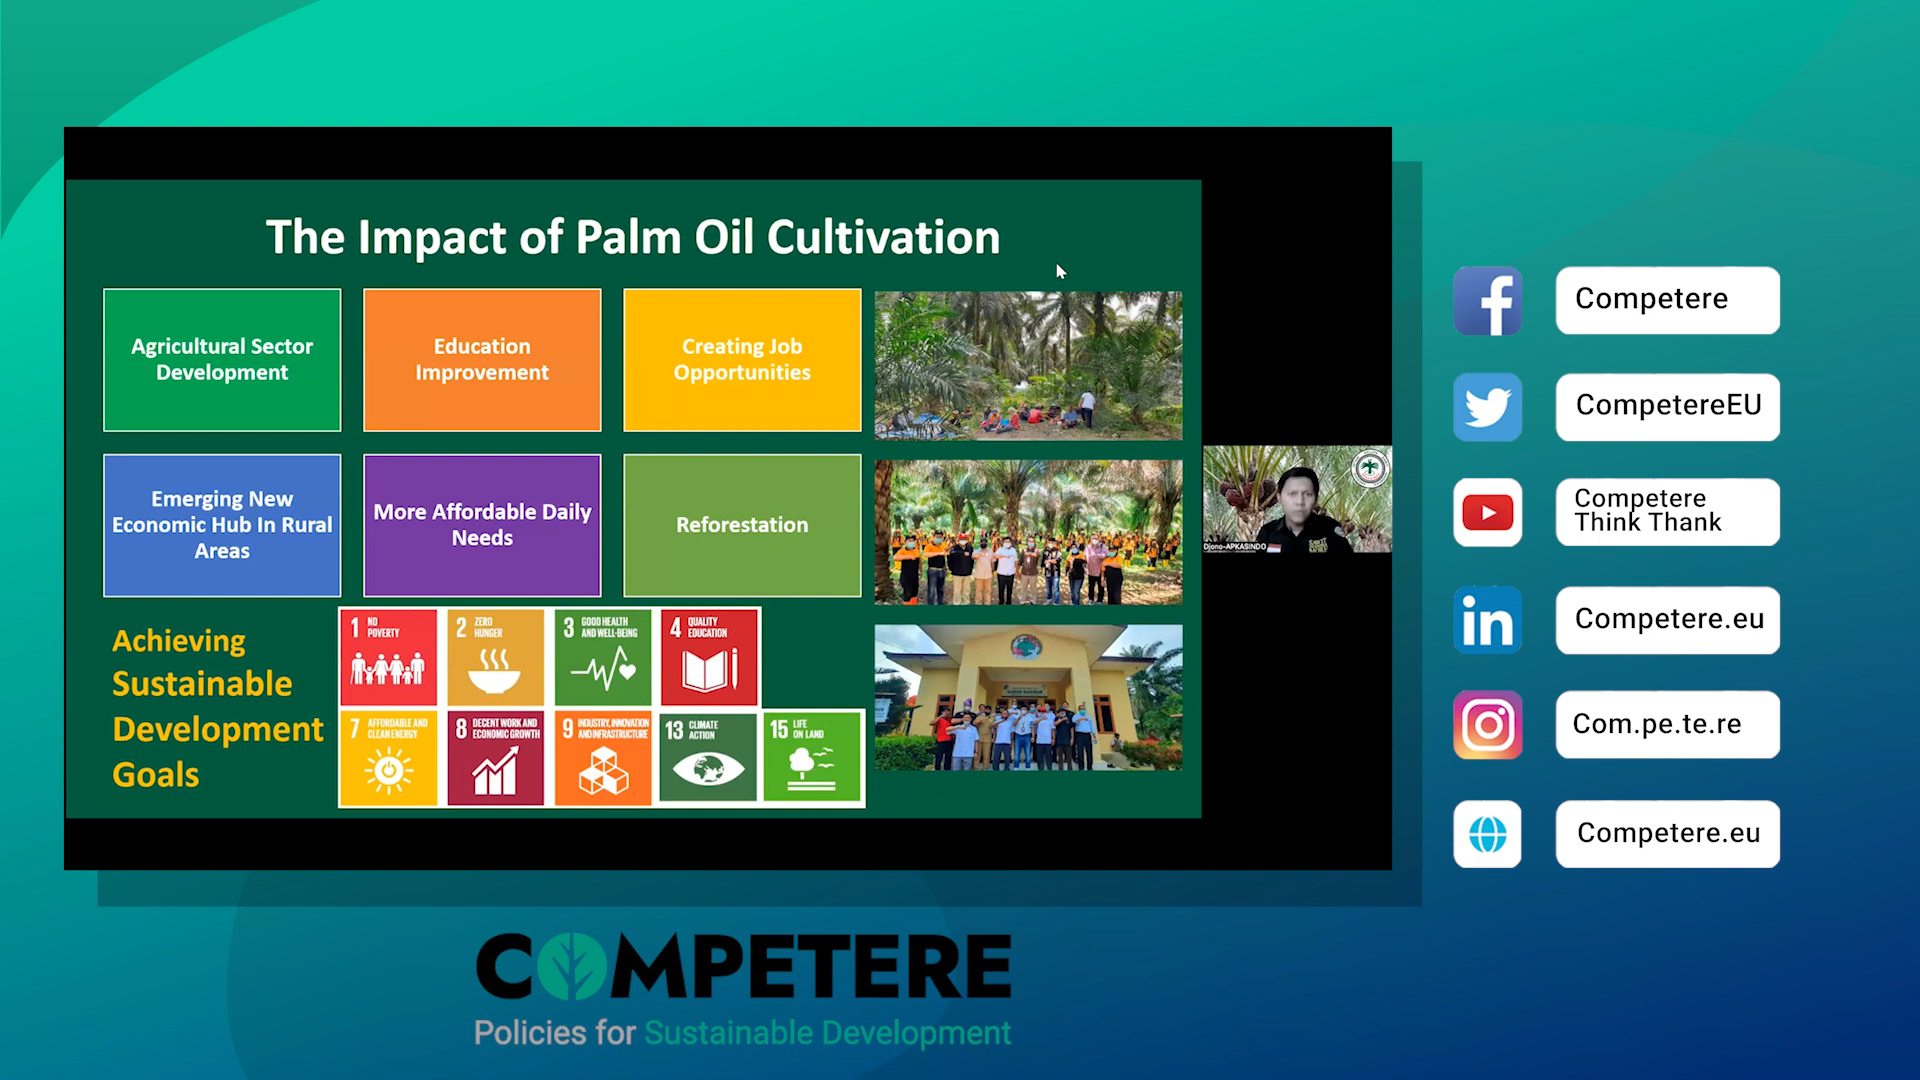 The Impact of Palm Oil Cultivation
Agricultural Sector
Development
Education
Improvement
Creating Job
Opportunities
Emerging New
Economic Hub In Rural
Areas
More Affordable Daily
Needs
Reforestation
Achieving
Sustainable
Development
Goals
1 NO
POVERTY
2 ZERO
HUNGER
3 GOOD HEALTH
AND WELL-BEING
4 QUALITY
EDUCATION
7 AFFORDABLE AND
CLEAN ENERGY
8 DECENT WORK AND
ECONOMIC GROWTH
9 INDUSTRY, INNOVATION
AND INFRASTRUCTURE
13 CLIMATE
ACTION
15 LIFE
ON LAND
Djono-APKASINDO
Competere
CompetereEU
Competere
Think Thank
Competere.eu
Com.pe.te.re
Competere.eu
COMPETERE
Policies for Sustainable Development